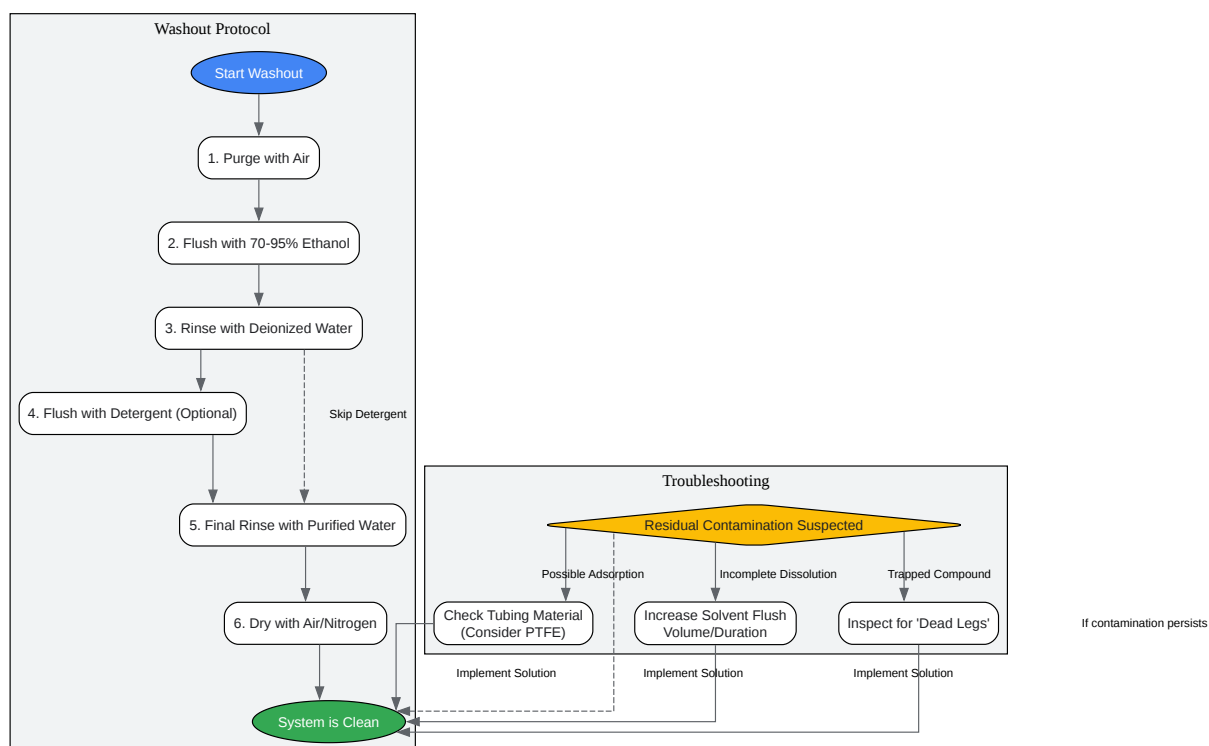 Washout Protocol
Start Washout
1. Purge with Air
2. Flush with 70-95% Ethanol
3. Rinse with Deionized Water
4. Flush with Detergent (Optional)
Skip Detergent
5. Final Rinse with Purified Water
6. Dry with Air/Nitrogen
System is Clean
Troubleshooting
Residual Contamination Suspected
Possible Adsorption
Incomplete Dissolution
Trapped Compound
Check Tubing Material
(Consider PTFE)
Increase Solvent Flush
Volume/Duration
Inspect for 'Dead Legs'
If contamination persists
Implement Solution
Implement Solution
Implement Solution